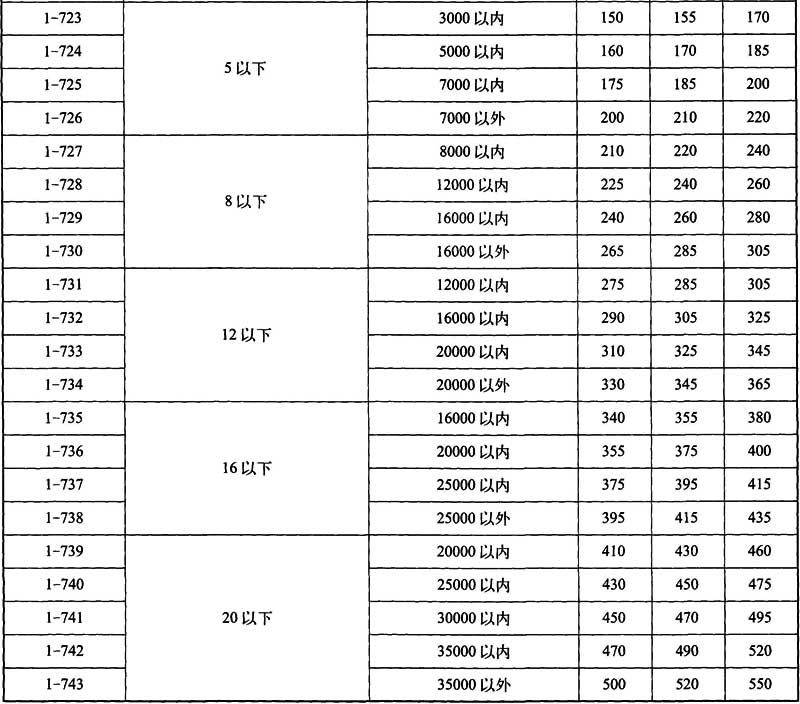 1-723 5以下 3000以内 150 155 170
1-724 5000以内 160 170 185
1-725 7000以内 175 185 200
1-726 7000以外 200 210 220
1-727 8以下 8000以内 210 220 240
1-728 12000以内 225 240 260
1-729 16000以内 240 260 280
1-730 16000以外 265 285 305
1-731 12以下 12000以内 275 285 305
1-732 16000以内 290 305 325
1-733 20000以内 310 325 345
1-734 20000以外 330 345 365
1-735 16以下 16000以内 340 355 380
1-736 20000以内 355 375 400
1-737 25000以内 375 395 415
1-738 25000以外 395 415 435
1-739 20以下 20000以内 410 430 460
1-740 25000以内 430 450 475
1-741 30000以内 450 470 495
1-742 35000以内 470 490 520
1-743 35000以外 500 520 550